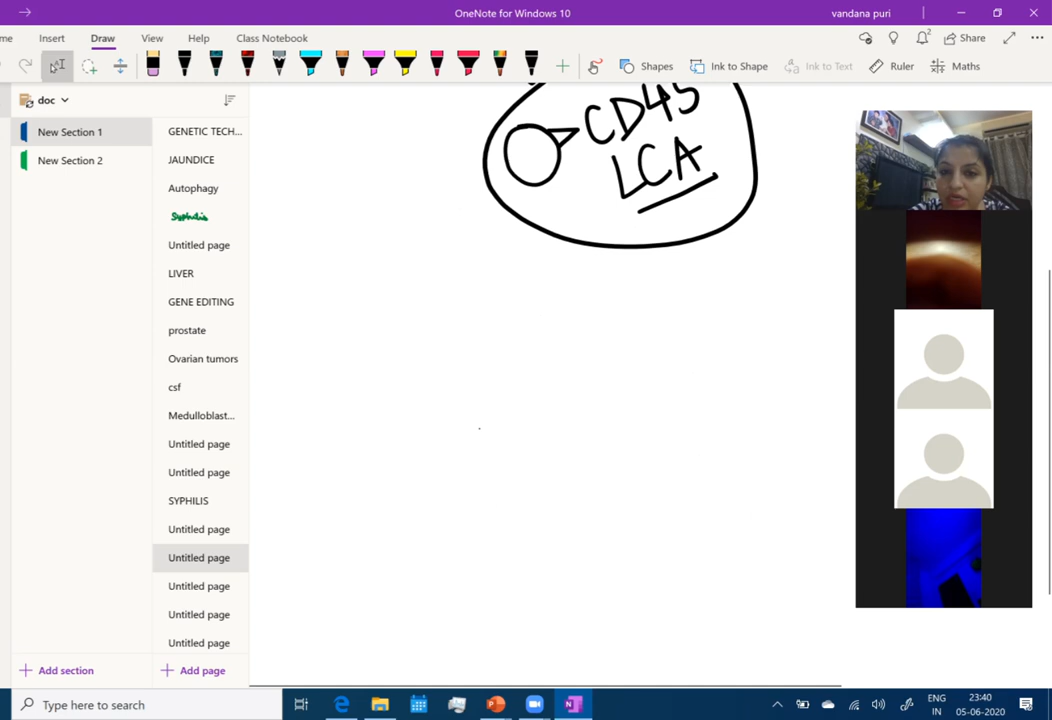 OneNote for Windows 10
vandana puri
me
Insert
Draw
View
Help
Class Notebook
Share
Shapes
Ink to Shape
Ink to Text
Ruler
Maths
doc
New Section 1
New Section 2
GENETIC TECH...
JAUNDICE
Autophagy
Syphilis
Untitled page
LIVER
GENE EDITING
prostate
Ovarian tumors
csf
Medulloblast...
Untitled page
Untitled page
SYPHILIS
Untitled page
Untitled page
Untitled page
Untitled page
Untitled page
Add section
Add page
CD45
LCA
Type here to search
ENG
IN
23:40
05-06-2020